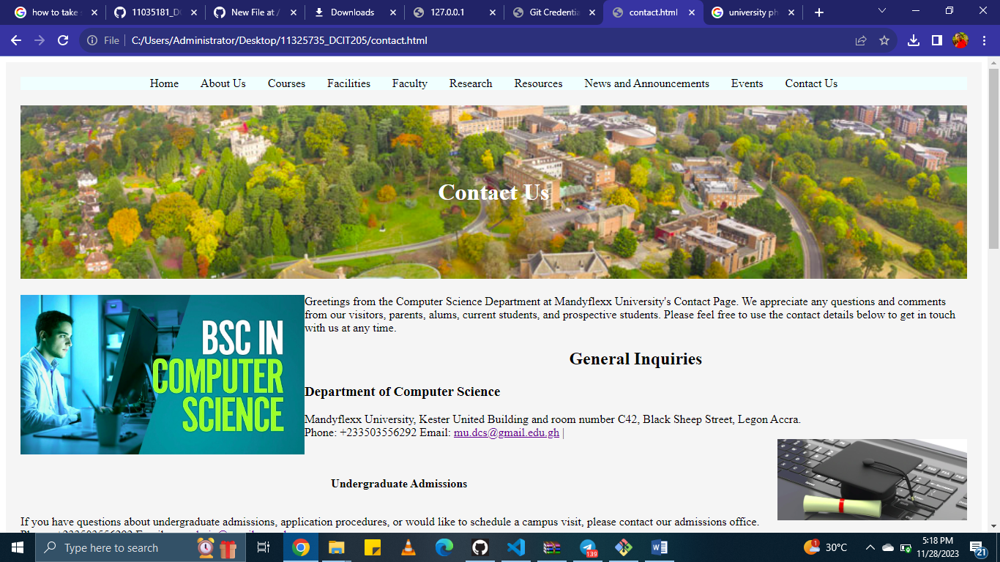 how to take
11035181_D
New File at /
Downloads
127.0.0.1
Git Credentia
contact.html
university ph
File
C:/Users/Administrator/Desktop/11325735_DCIT205/contact.html
Home About Us Courses Facilities Faculty Research Resources News and Announcements Events Contact Us
Contact Us
BSC IN
COMPUTER
SCIENCE
Greetings from the Computer Science Department at Mandyflexx University's Contact Page. We appreciate any questions and comments
from our visitors, parents, alums, current students, and prospective students. Please feel free to use the contact details below to get in touch
with us at any time.
General Inquiries
Department of Computer Science
Mandyflexx University, Kester United Building and room number C42, Black Sheep Street, Legon Accra.
Phone: +233503556292 Email: mu.dcs@gmail.edu.gh |
Undergraduate Admissions
If you have questions about undergraduate admissions, application procedures, or would like to schedule a campus visit, please contact our admissions office.
Type here to search
139
1
30°C
5:18 PM
11/28/2023
21